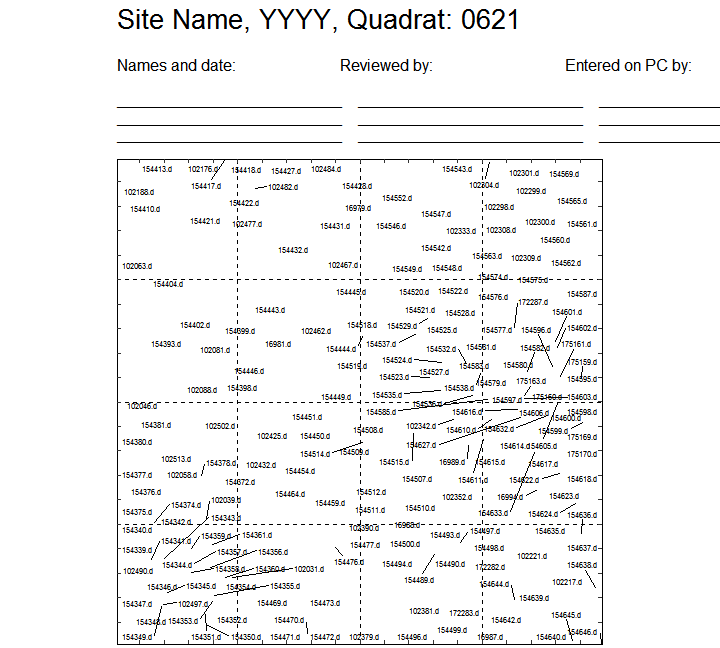 Site Name, YYYY, Quadrat: 0621
Names and date: Reviewed by: Entered on PC by:
154413.d 102176.d 154418.d 154427.d 102484.d 154543.d 102301.d 154569.d
154417.d 102482.d 154428.d 102304.d
102188.d 154552.d 102299.d
154422.d 154565.d
154410.d 16979.d 154547.d 102298.d
154421.d 102477.d 154431.d 154546.d 102333.d 102308.d 102300.d 154561.d
154432.d 154542.d 154560.d
154563.d 102309.d 154562.d
102063.d 102467.d 154549.d 154548.d
154404.d 154574.d 154575.d
154443.d 154445.d 154520.d 154522.d 154576.d 172287.d 154587.d
154521.d 154528.d 154601.d
154402.d 154399.d 102462.d 154518.d 154529.d 154525.d 154577.d 154596.d 154602.d
154393.d 102081.d 16981.d 154444.d 154537.d 154532.d 154581.d 154582.d 175161.d
154446.d 154519.d 154524.d 154527.d 154583.d 154580.d 175159.d
102088.d 154398.d 154523.d 154538.d 154579.d 175163.d 154595.d
154449.d 154535.d 154536.d 154597.d 175160.d 154603.d
102046.d 154451.d 154585.d 154616.d 154606.d 154598.d
154381.d 102502.d 154508.d 102342.d 154610.d 154632.d 154599.d 154600.d
154380.d 102425.d 154450.d 154627.d 154614.d 154605.d 175169.d
102513.d 154378.d 102432.d 154514.d 154509.d 154515.d 16989.d 154615.d 154617.d 175170.d
154377.d 102058.d 154372.d 154454.d 154507.d 154611.d 154622.d 154618.d
154376.d 102039.d 154464.d 154459.d 154512.d 102352.d 16994.d 154623.d
154375.d 154374.d 154343.d 154511.d 154510.d 154633.d 154624.d 154636.d
154340.d 154342.d 154359.d 154361.d 102390.d 16968.d 154493.d 154497.d 154635.d
154339.d 154341.d 154357.d 154356.d 154477.d 154500.d 154498.d 154637.d
102490.d 154344.d 154358.d 154360.d 102031.d 154476.d 154494.d 154490.d 172282.d 102221.d 154638.d
154346.d 154345.d 154354.d 154355.d 154489.d 154644.d 102217.d
154347.d 102497.d 154469.d 154473.d 102381.d 172283.d 154639.d
154348.d 154353.d 154352.d 154470.d 154499.d 154642.d 154645.d
154349.d 154351.d 154350.d 154471.d 154472.d 102379.d 154496.d 16987.d 154640.d 154646.d